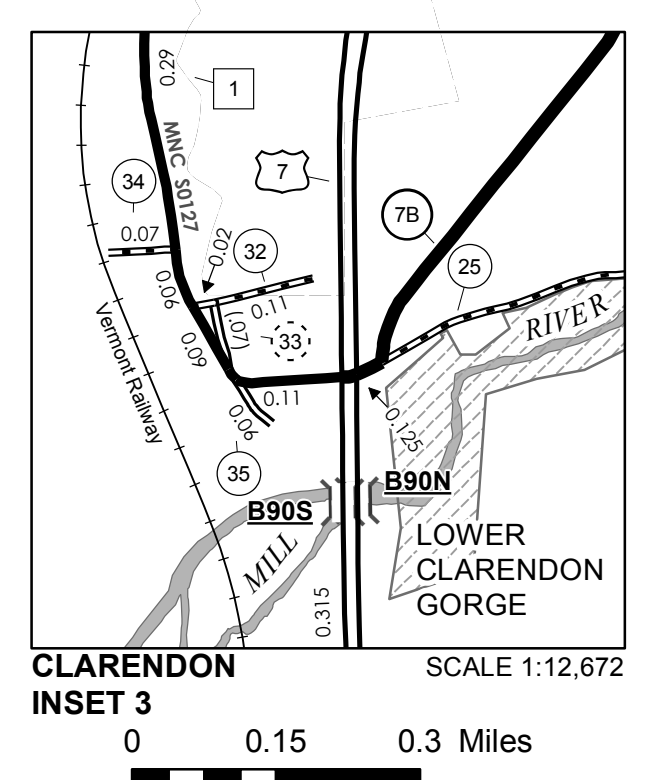 0.29
1
MNC S0127
7
34
7B
0.07
0.02
32
25
0.06
0.11
RIVER
(.07)
33
Vermont Railway
0.09
0.11
0.06
0.125
35
B90N
B90S
LOWER
CLARENDON
GORGE
MILL
0.315
CLARENDON
INSET 3
SCALE 1:12,672
0 0.15 0.3 Miles